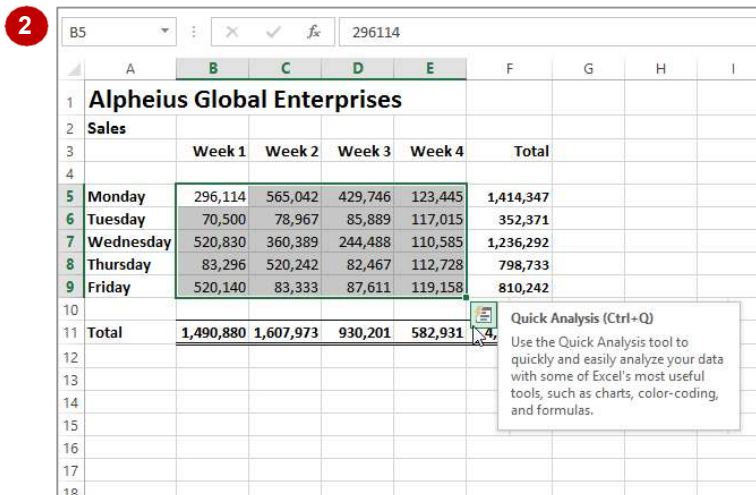 2
B5 fx 296114
A B C D E F G H I
1 Alpheius Global Enterprises
2 Sales
3 Week 1 Week 2 Week 3 Week 4 Total
4
5 Monday 296,114 565,042 429,746 123,445 1,414,347
6 Tuesday 70,500 78,967 85,889 117,015 352,371
7 Wednesday 520,830 360,389 244,488 110,585 1,236,292
8 Thursday 83,296 520,242 82,467 112,728 798,733
9 Friday 520,140 83,333 87,611 119,158 810,242
10
11 Total 1,490,880 1,607,973 930,201 582,931 4,
Quick Analysis (Ctrl+Q)
Use the Quick Analysis tool to
quickly and easily analyze your data
with some of Excel's most useful
tools, such as charts, color-coding,
and formulas.
12
13
14
15
16
17
18